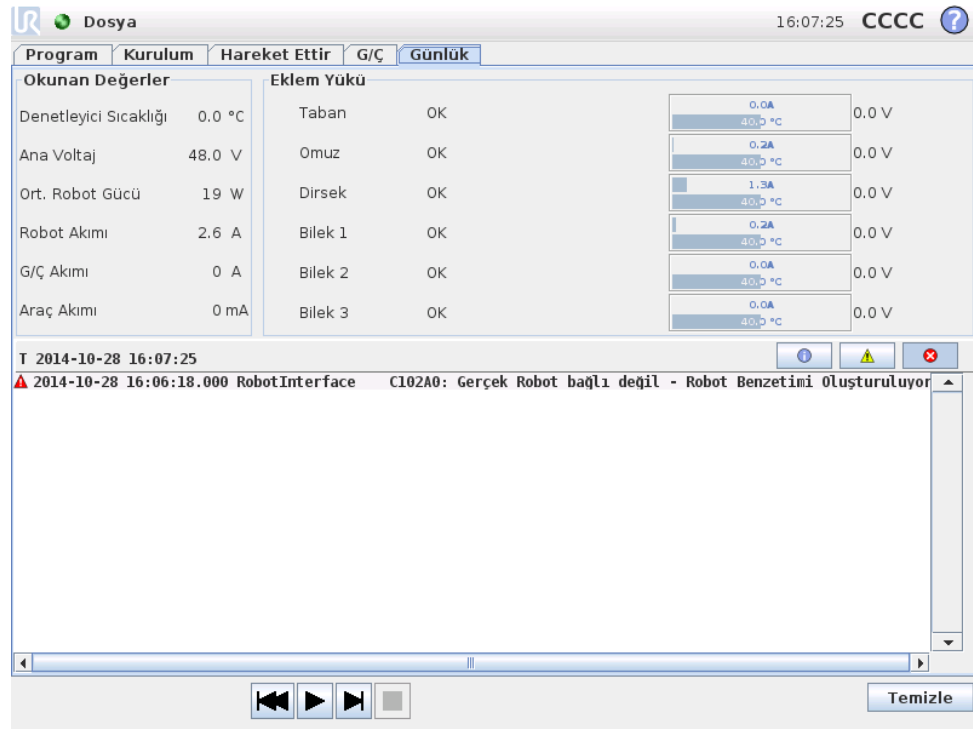 UR Dosya 16:07:25 CCCC ?
Program Kurulum Hareket Ettir G/Ç Günlük
Okunan Değerler Eklem Yükü
Denetleyici Sıcaklığı 0.0 °C Taban OK 0.0A 40.0 °C 0.0 V
Ana Voltaj 48.0 V Omuz OK 0.2A 40.0 °C 0.0 V
Ort. Robot Gücü 19 W Dirsek OK 1.3A 40.0 °C 0.0 V
Robot Akımı 2.6 A Bilek 1 OK 0.2A 40.0 °C 0.0 V
G/Ç Akımı 0 A Bilek 2 OK 0.0A 40.0 °C 0.0 V
Araç Akımı 0 mA Bilek 3 OK 0.0A 40.0 °C 0.0 V
T 2014-10-28 16:07:25
2014-10-28 16:06:18.000 RobotInterface C102A0: Gerçek Robot bağlı değil - Robot Benzetimi Oluşturuluyor
Temizle